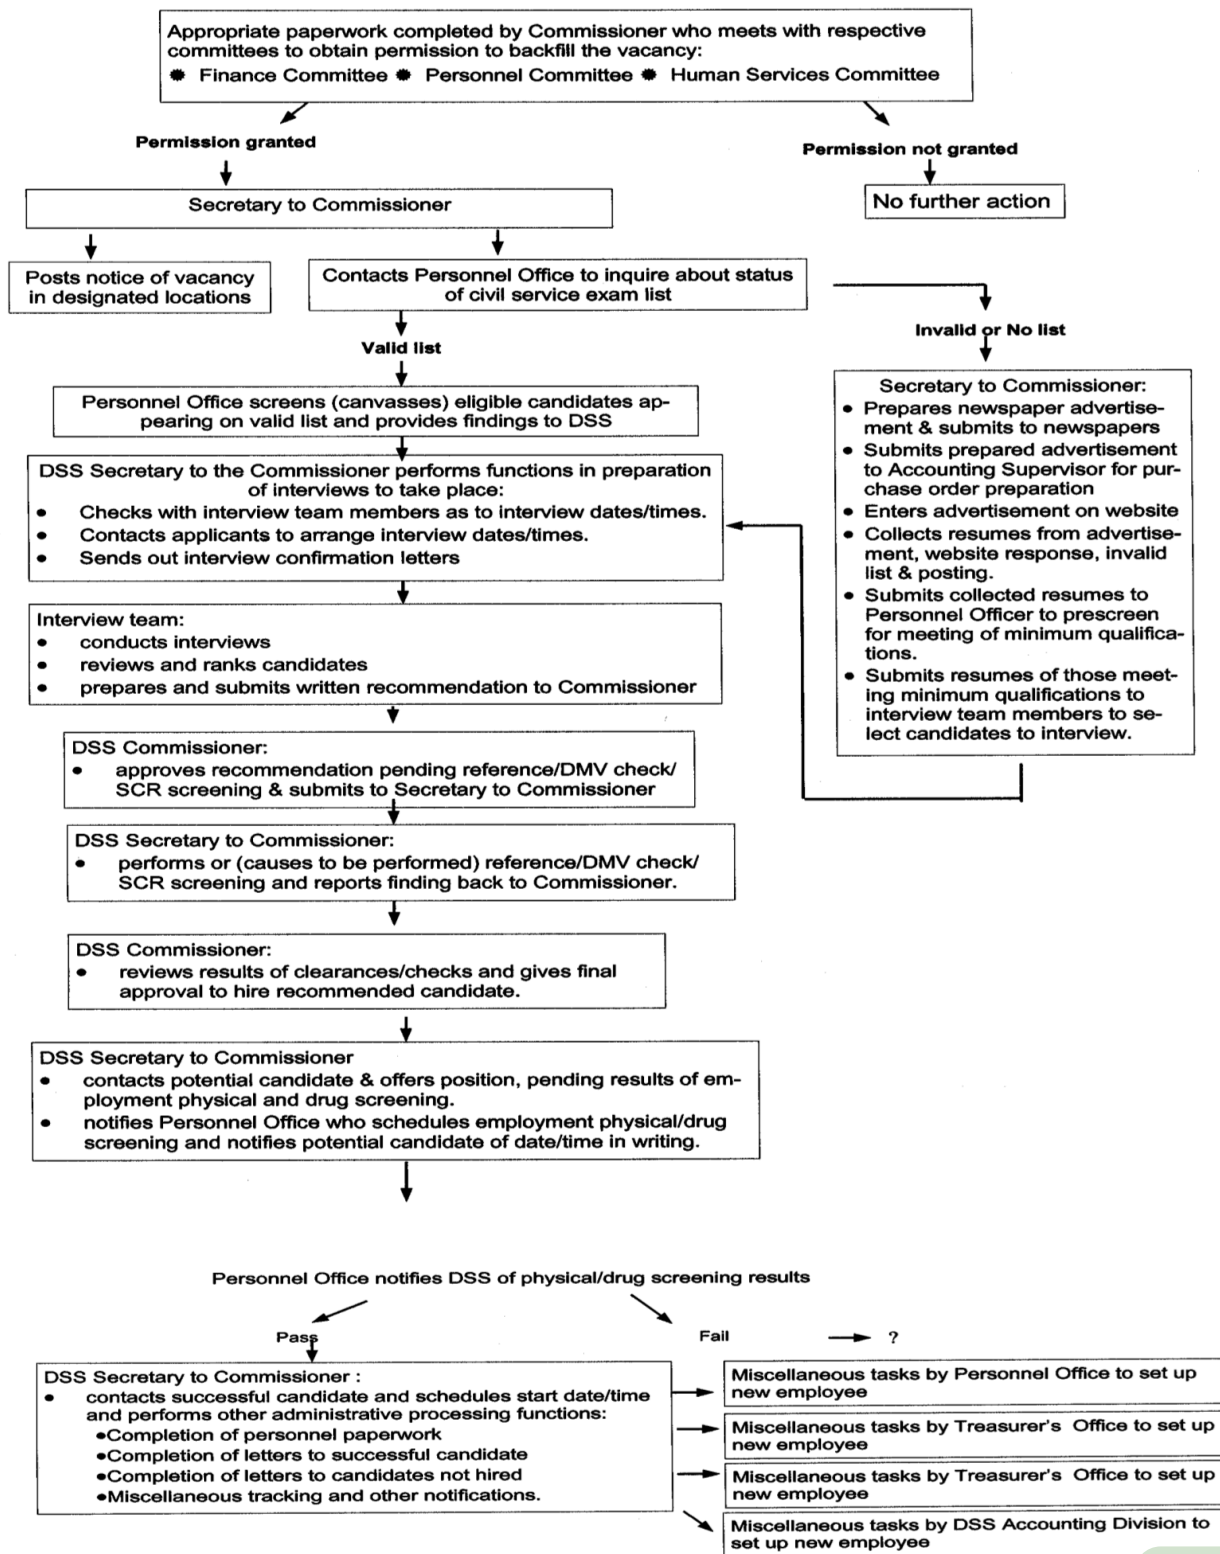 Appropriate paperwork completed by Commissioner who meets with respective
committees to obtain permission to backfill the vacancy:
✹ Finance Committee ✹ Personnel Committee ✹ Human Services Committee
Permission granted
Permission not granted
Secretary to Commissioner
No further action
Posts notice of vacancy
in designated locations
Contacts Personnel Office to inquire about status
of civil service exam list
Invalid or No list
Valid list
Personnel Office screens (canvasses) eligible candidates ap-
pearing on valid list and provides findings to DSS
Secretary to Commissioner:
• Prepares newspaper advertise-
ment & submits to newspapers
• Submits prepared advertisement
to Accounting Supervisor for pur-
chase order preparation
• Enters advertisement on website
• Collects resumes from advertise-
ment, website response, invalid
list & posting.
• Submits collected resumes to
Personnel Officer to prescreen
for meeting of minimum qualifica-
tions.
• Submits resumes of those meet-
ing minimum qualifications to
interview team members to se-
lect candidates to interview.
DSS Secretary to the Commissioner performs functions in preparation
of interviews to take place:
• Checks with interview team members as to interview dates/times.
• Contacts applicants to arrange interview dates/times.
• Sends out interview confirmation letters
Interview team:
• conducts interviews
• reviews and ranks candidates
• prepares and submits written recommendation to Commissioner
DSS Commissioner:
• approves recommendation pending reference/DMV check/
SCR screening & submits to Secretary to Commissioner
DSS Secretary to Commissioner:
• performs or (causes to be performed) reference/DMV check/
SCR screening and reports finding back to Commissioner.
DSS Commissioner:
• reviews results of clearances/checks and gives final
approval to hire recommended candidate.
DSS Secretary to Commissioner
• contacts potential candidate & offers position, pending results of em-
ployment physical and drug screening.
• notifies Personnel Office who schedules employment physical/drug
screening and notifies potential candidate of date/time in writing.
Personnel Office notifies DSS of physical/drug screening results
Pass
Fail
?
DSS Secretary to Commissioner :
• contacts successful candidate and schedules start date/time
and performs other administrative processing functions:
•Completion of personnel paperwork
•Completion of letters to successful candidate
•Completion of letters to candidates not hired
•Miscellaneous tracking and other notifications.
Miscellaneous tasks by Personnel Office to set up
new employee
Miscellaneous tasks by Treasurer's Office to set up
new employee
Miscellaneous tasks by Treasurer's Office to set up
new employee
Miscellaneous tasks by DSS Accounting Division to
set up new employee